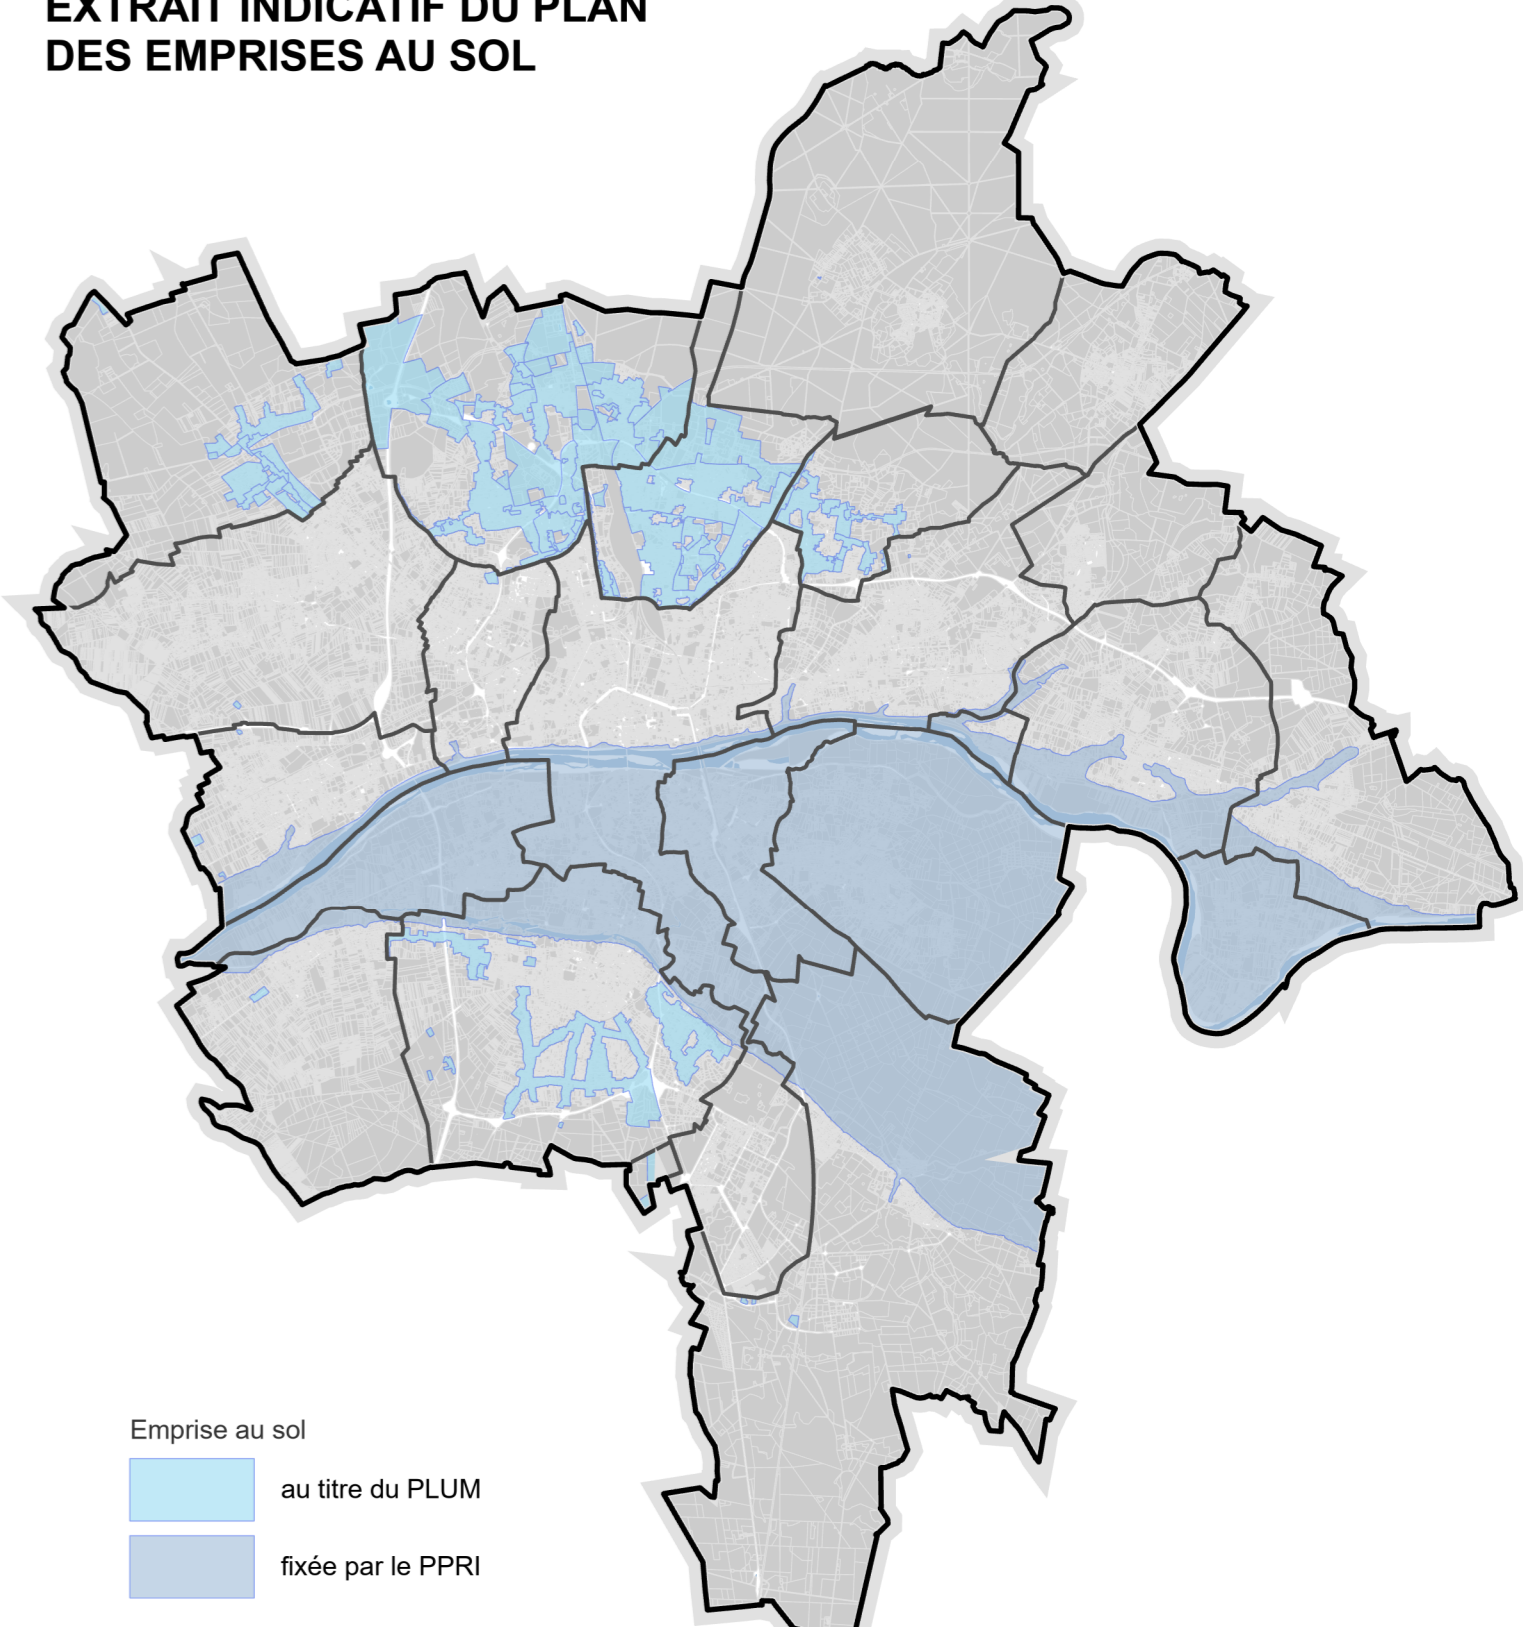 EXTRAIT INDICATIF DU PLAN
DES EMPRISES AU SOL
Emprise au sol
au titre du PLUM
fixée par le PPRI